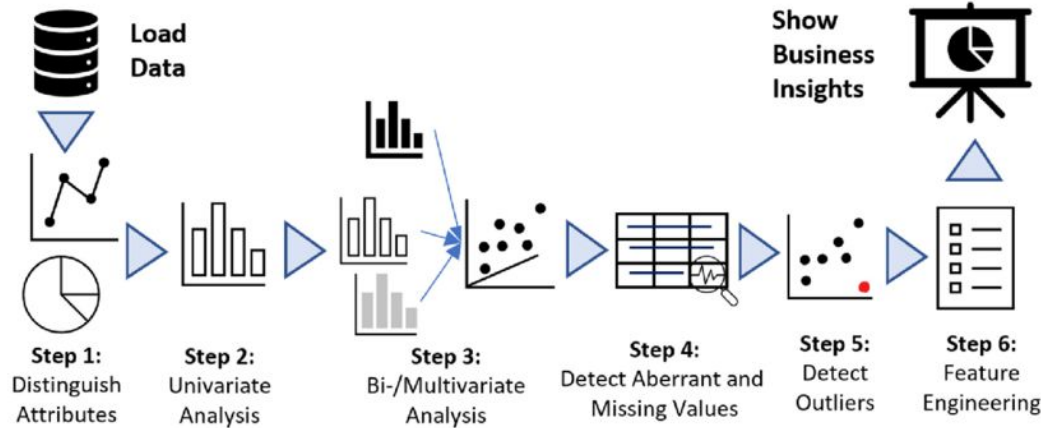 Load
Data
Show
Business
Insights
Step 1:
Distinguish
Attributes
Step 2:
Univariate
Analysis
Step 3:
Bi-/Multivariate
Analysis
Step 4:
Detect Aberrant and
Missing Values
Step 5:
Detect
Outliers
Step 6:
Feature
Engineering